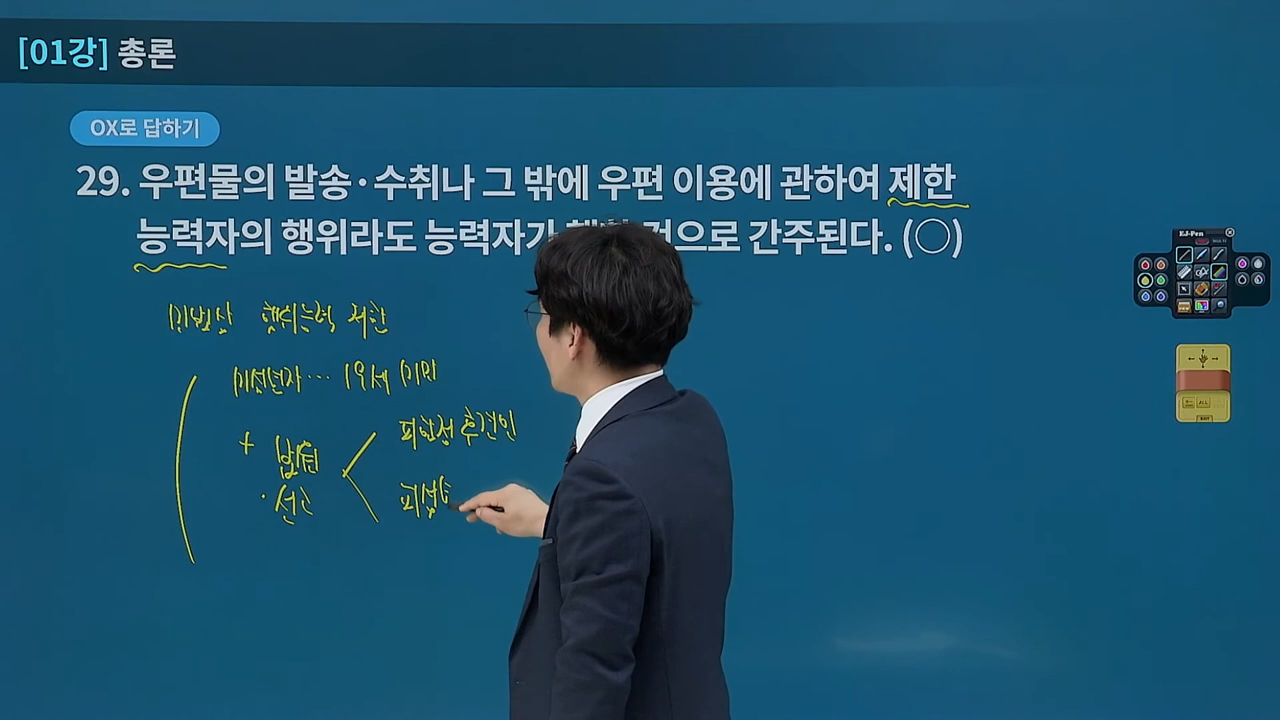 [01강] 총론
OX로 답하기
29. 우편물의 발송·수취나 그 밖에 우편 이용에 관하여 제한
능력자의 행위라도 능력자가 것으로 간주된다. (○)
민법상 행위능력 제한
미성년자… 19세 미만
+ 법원
·선고
피한정후견인
피성
EJ-Pen
ALL
EXIT